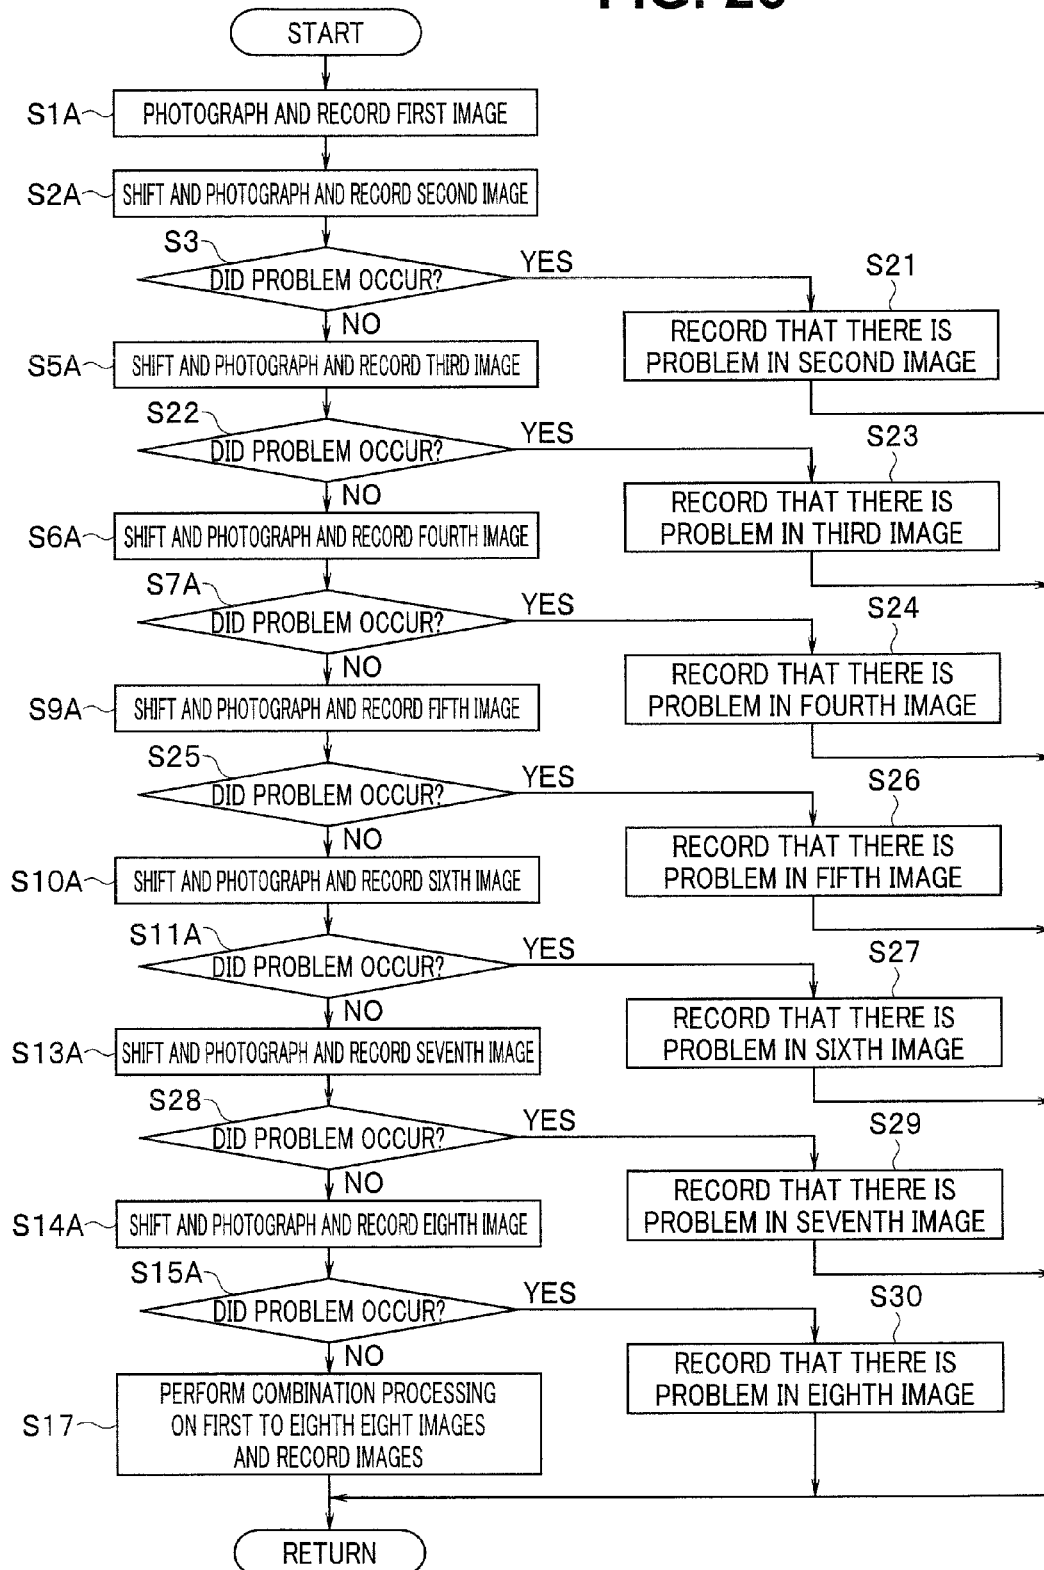 START
S1A
PHOTOGRAPH AND RECORD FIRST IMAGE
S2A
SHIFT AND PHOTOGRAPH AND RECORD SECOND IMAGE
S3
DID PROBLEM OCCUR?
YES
S21
RECORD THAT THERE IS
PROBLEM IN SECOND IMAGE
NO
S5A
SHIFT AND PHOTOGRAPH AND RECORD THIRD IMAGE
S22
DID PROBLEM OCCUR?
YES
S23
RECORD THAT THERE IS
PROBLEM IN THIRD IMAGE
NO
S6A
SHIFT AND PHOTOGRAPH AND RECORD FOURTH IMAGE
S7A
DID PROBLEM OCCUR?
YES
S24
RECORD THAT THERE IS
PROBLEM IN FOURTH IMAGE
NO
S9A
SHIFT AND PHOTOGRAPH AND RECORD FIFTH IMAGE
S25
DID PROBLEM OCCUR?
YES
S26
RECORD THAT THERE IS
PROBLEM IN FIFTH IMAGE
NO
S10A
SHIFT AND PHOTOGRAPH AND RECORD SIXTH IMAGE
S11A
DID PROBLEM OCCUR?
YES
S27
RECORD THAT THERE IS
PROBLEM IN SIXTH IMAGE
NO
S13A
SHIFT AND PHOTOGRAPH AND RECORD SEVENTH IMAGE
S28
DID PROBLEM OCCUR?
YES
S29
RECORD THAT THERE IS
PROBLEM IN SEVENTH IMAGE
NO
S14A
SHIFT AND PHOTOGRAPH AND RECORD EIGHTH IMAGE
S15A
DID PROBLEM OCCUR?
YES
S30
RECORD THAT THERE IS
PROBLEM IN EIGHTH IMAGE
NO
S17
PERFORM COMBINATION PROCESSING
ON FIRST TO EIGHTH EIGHT IMAGES
AND RECORD IMAGES
RETURN